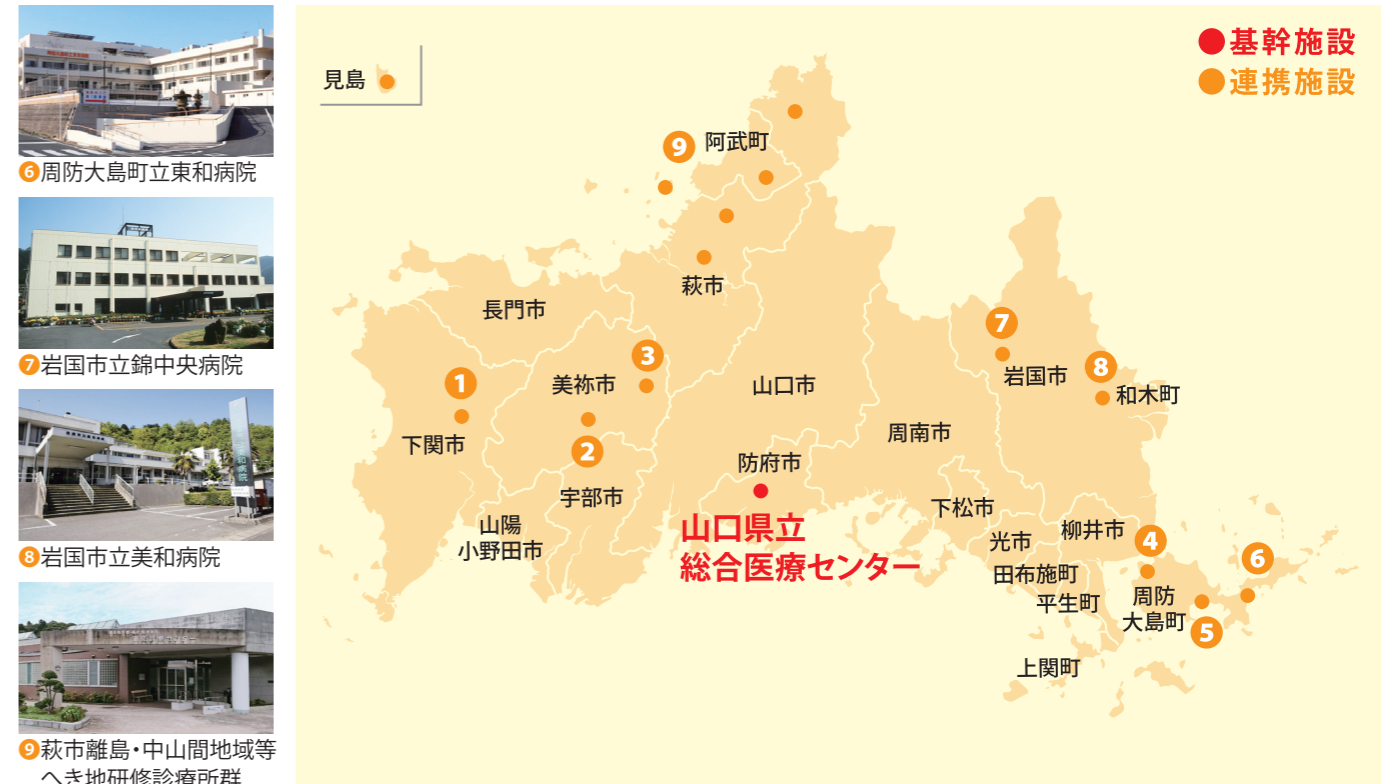 ⑥周防大島町立東和病院
⑦岩国市立錦中央病院
⑧岩国市立美和病院
⑨萩市離島・中山間地域等
へき地研修診療所群
●基幹施設
●連携施設
見島
阿武町
⑨
萩市
長門市
①
下関市
美祢市
③
②
宇部市
山陽
小野田市
山口市
防府市
山口県立
総合医療センター
周南市
⑦
岩国市
⑧
和木町
下松市
光市
柳井市
田布施町
平生町
上関町
④
周防
大島町
⑤
⑥